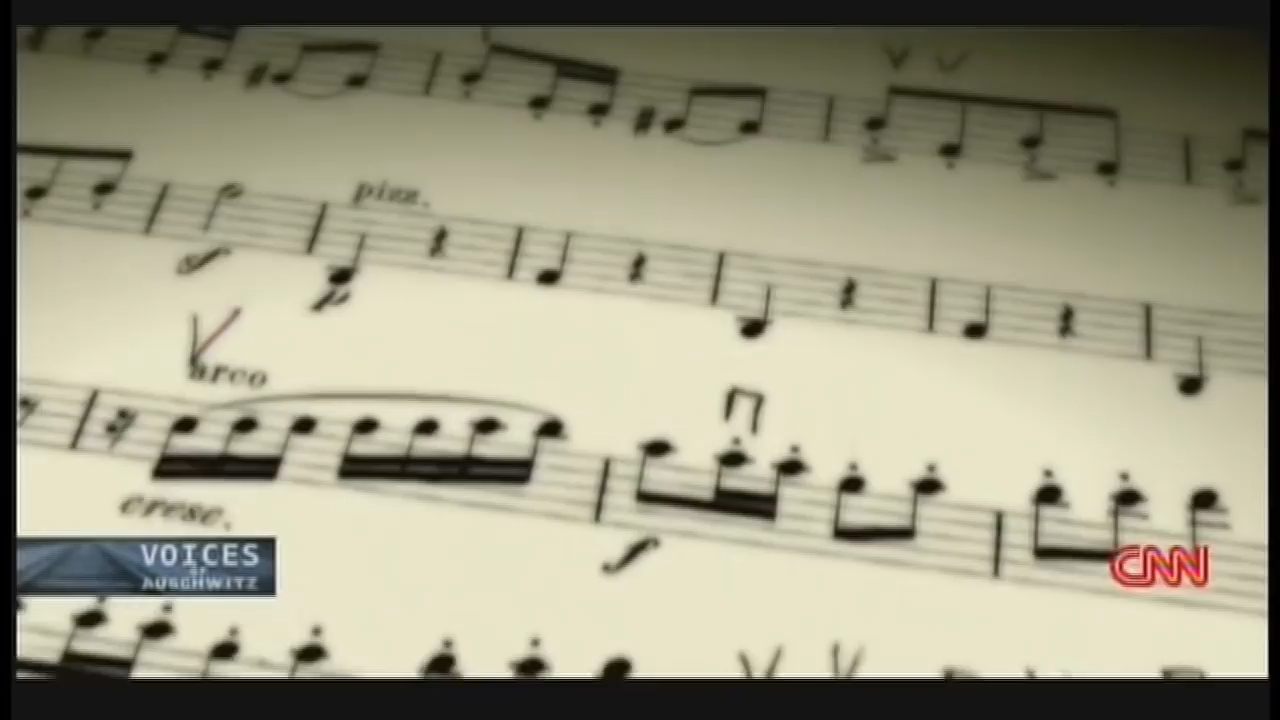 pizz.
p
arco
cresc.
f
VOICES
OF
AUSCHWITZ
CNN